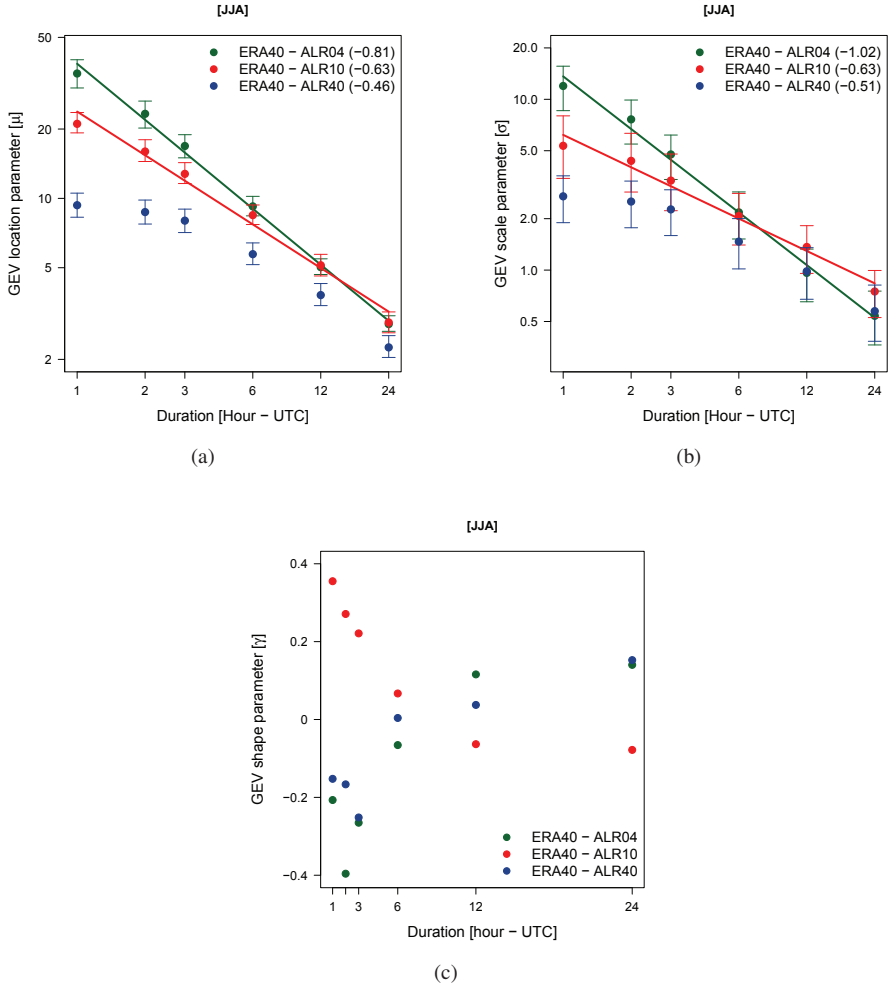 [JJA]
ERA40 − ALR04 (−0.81)
ERA40 − ALR10 (−0.63)
ERA40 − ALR40 (−0.46)
50
20
10
5
2
GEV location parameter [μ]
1 2 3 6 12 24
Duration [Hour − UTC]
(a)
[JJA]
ERA40 − ALR04 (−1.02)
ERA40 − ALR10 (−0.63)
ERA40 − ALR40 (−0.51)
20.0
10.0
5.0
2.0
1.0
0.5
GEV scale parameter [σ]
1 2 3 6 12 24
Duration [Hour − UTC]
(b)
[JJA]
0.4
0.2
0
−0.2
−0.4
GEV shape parameter [γ]
ERA40 − ALR04
ERA40 − ALR10
ERA40 − ALR40
1 3 6 12 24
Duration [hour − UTC]
(c)